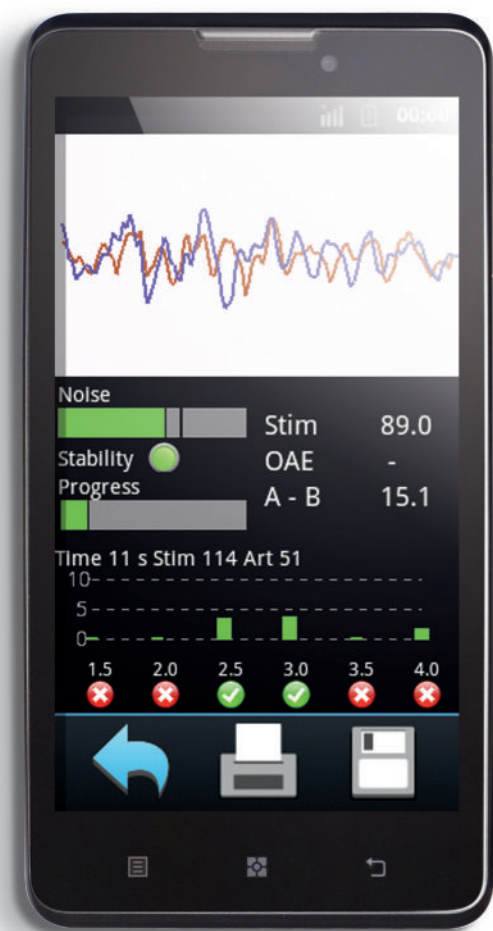 00:00
Noise
Stim 89.0
Stability
OAE -
Progress
A - B 15.1
Time 11 s Stim 114 Art 51
10
5
0
1.5 2.0 2.5 3.0 3.5 4.0